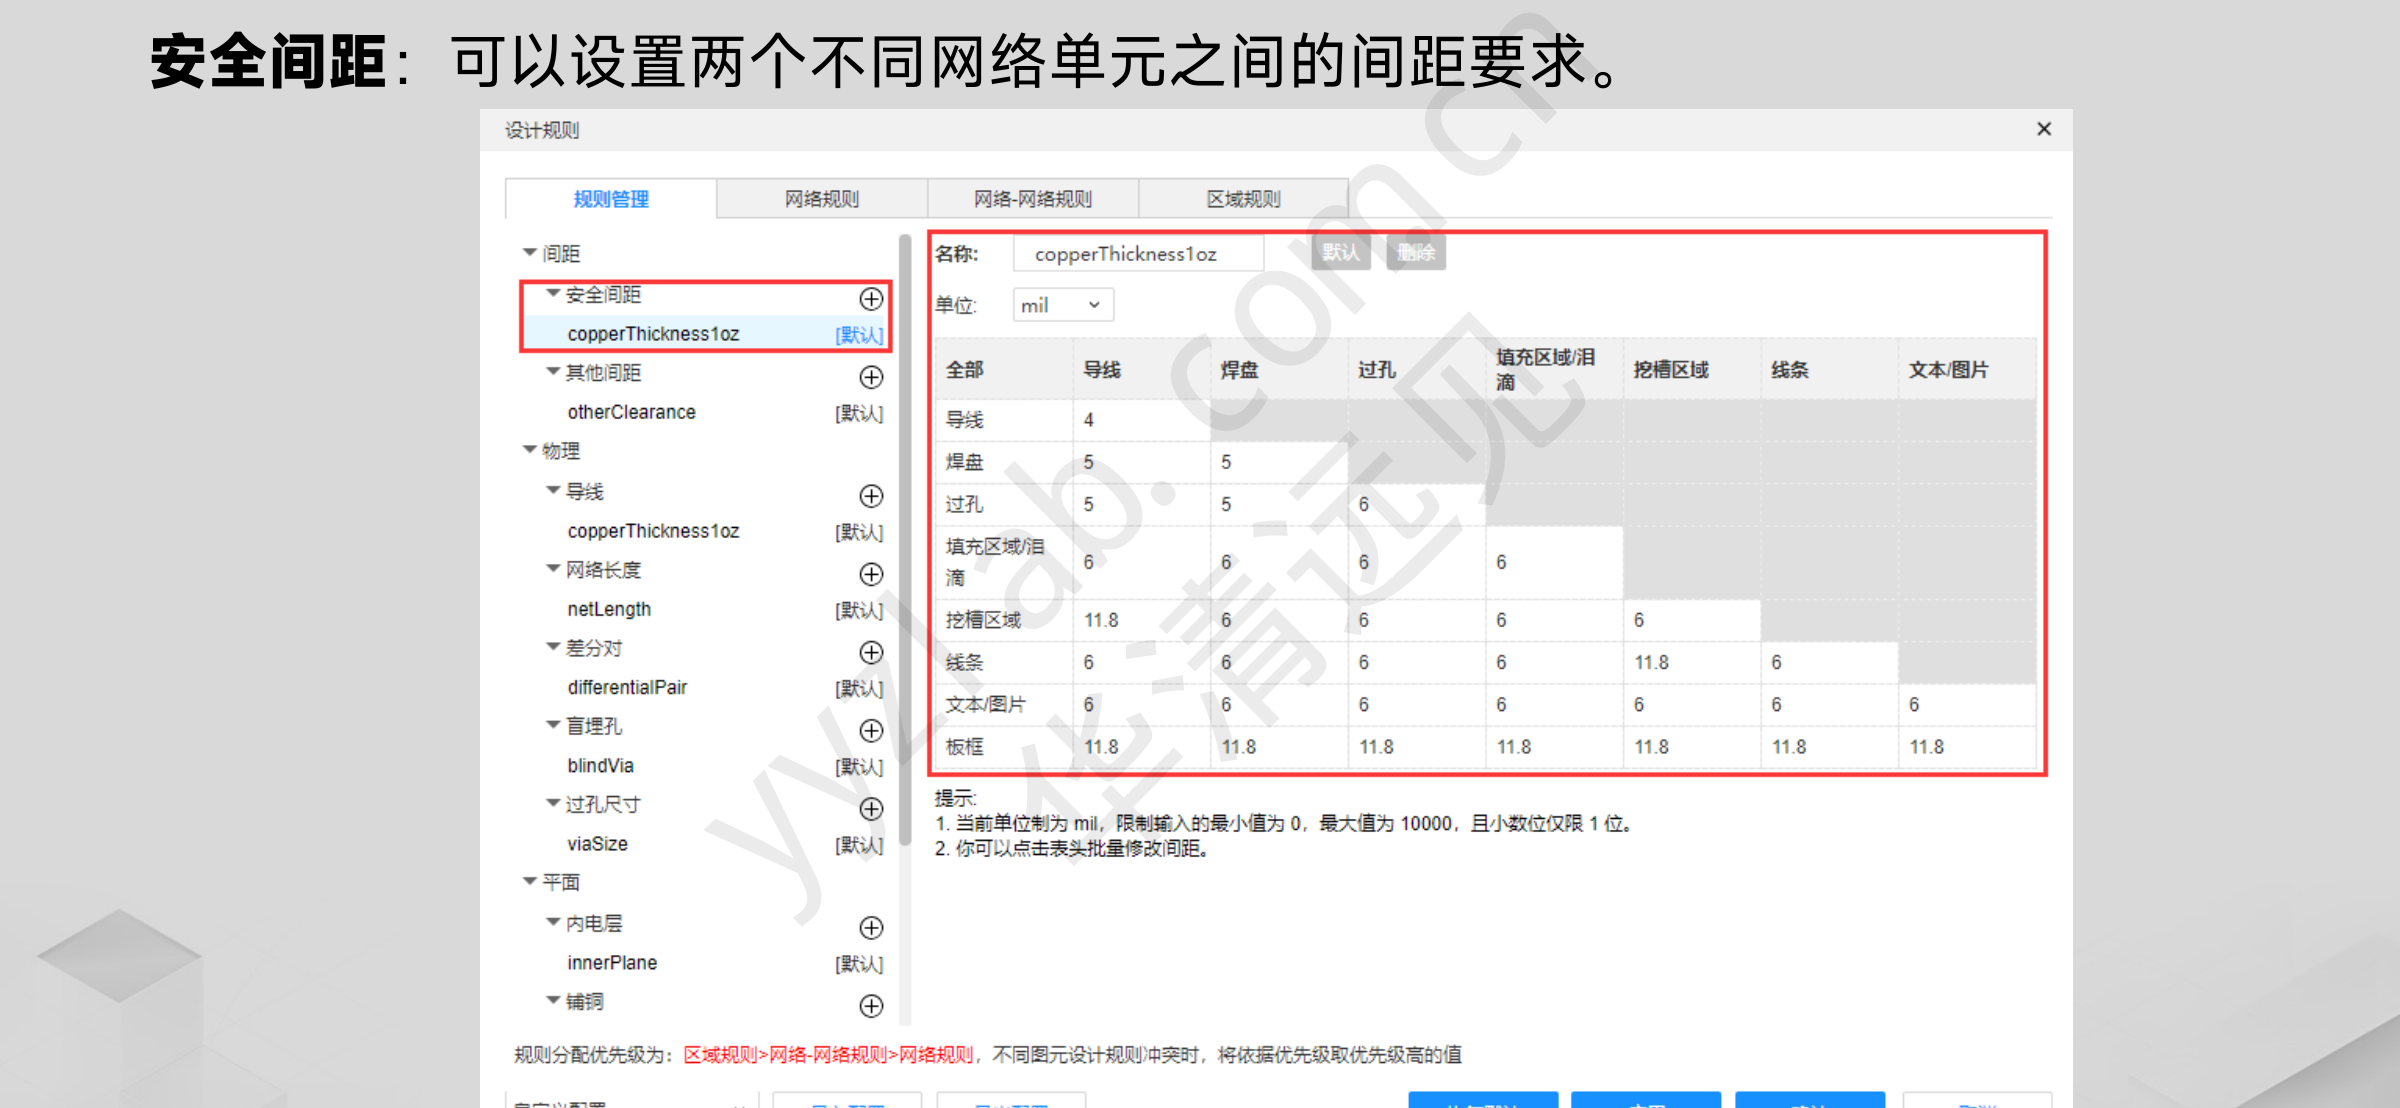 安全间距：可以设置两个不同网络单元之间的间距要求。
设计规则
规则管理 网络规则 网络-网络规则 区域规则
间距
安全间距
copperThickness1oz [默认]
其他间距
otherClearance [默认]
物理
导线
copperThickness1oz [默认]
网络长度
netLength [默认]
差分对
differentialPair [默认]
盲埋孔
blindVia [默认]
过孔尺寸
viaSize [默认]
平面
内电层
innerPlane [默认]
铺铜
名称: copperThickness1oz 默认 删除
单位: mil
全部 导线 焊盘 过孔 填充区域/泪滴 挖槽区域 线条 文本/图片
导线 4
焊盘 5 5
过孔 5 5 6
填充区域/泪滴 6 6 6 6
挖槽区域 11.8 6 6 6 6
线条 6 6 6 6 11.8 6
文本/图片 6 6 6 6 6 6 6
板框 11.8 11.8 11.8 11.8 11.8 11.8 11.8
提示:
1. 当前单位制为 mil，限制输入的最小值为 0，最大值为 10000，且小数位仅限 1 位。
2. 你可以点击表头批量修改间距。
规则分配优先级为：区域规则>网络-网络规则>网络规则，不同图元设计规则冲突时，将依据优先级取优先级高的值
yyzlab.com.cn
华清远见